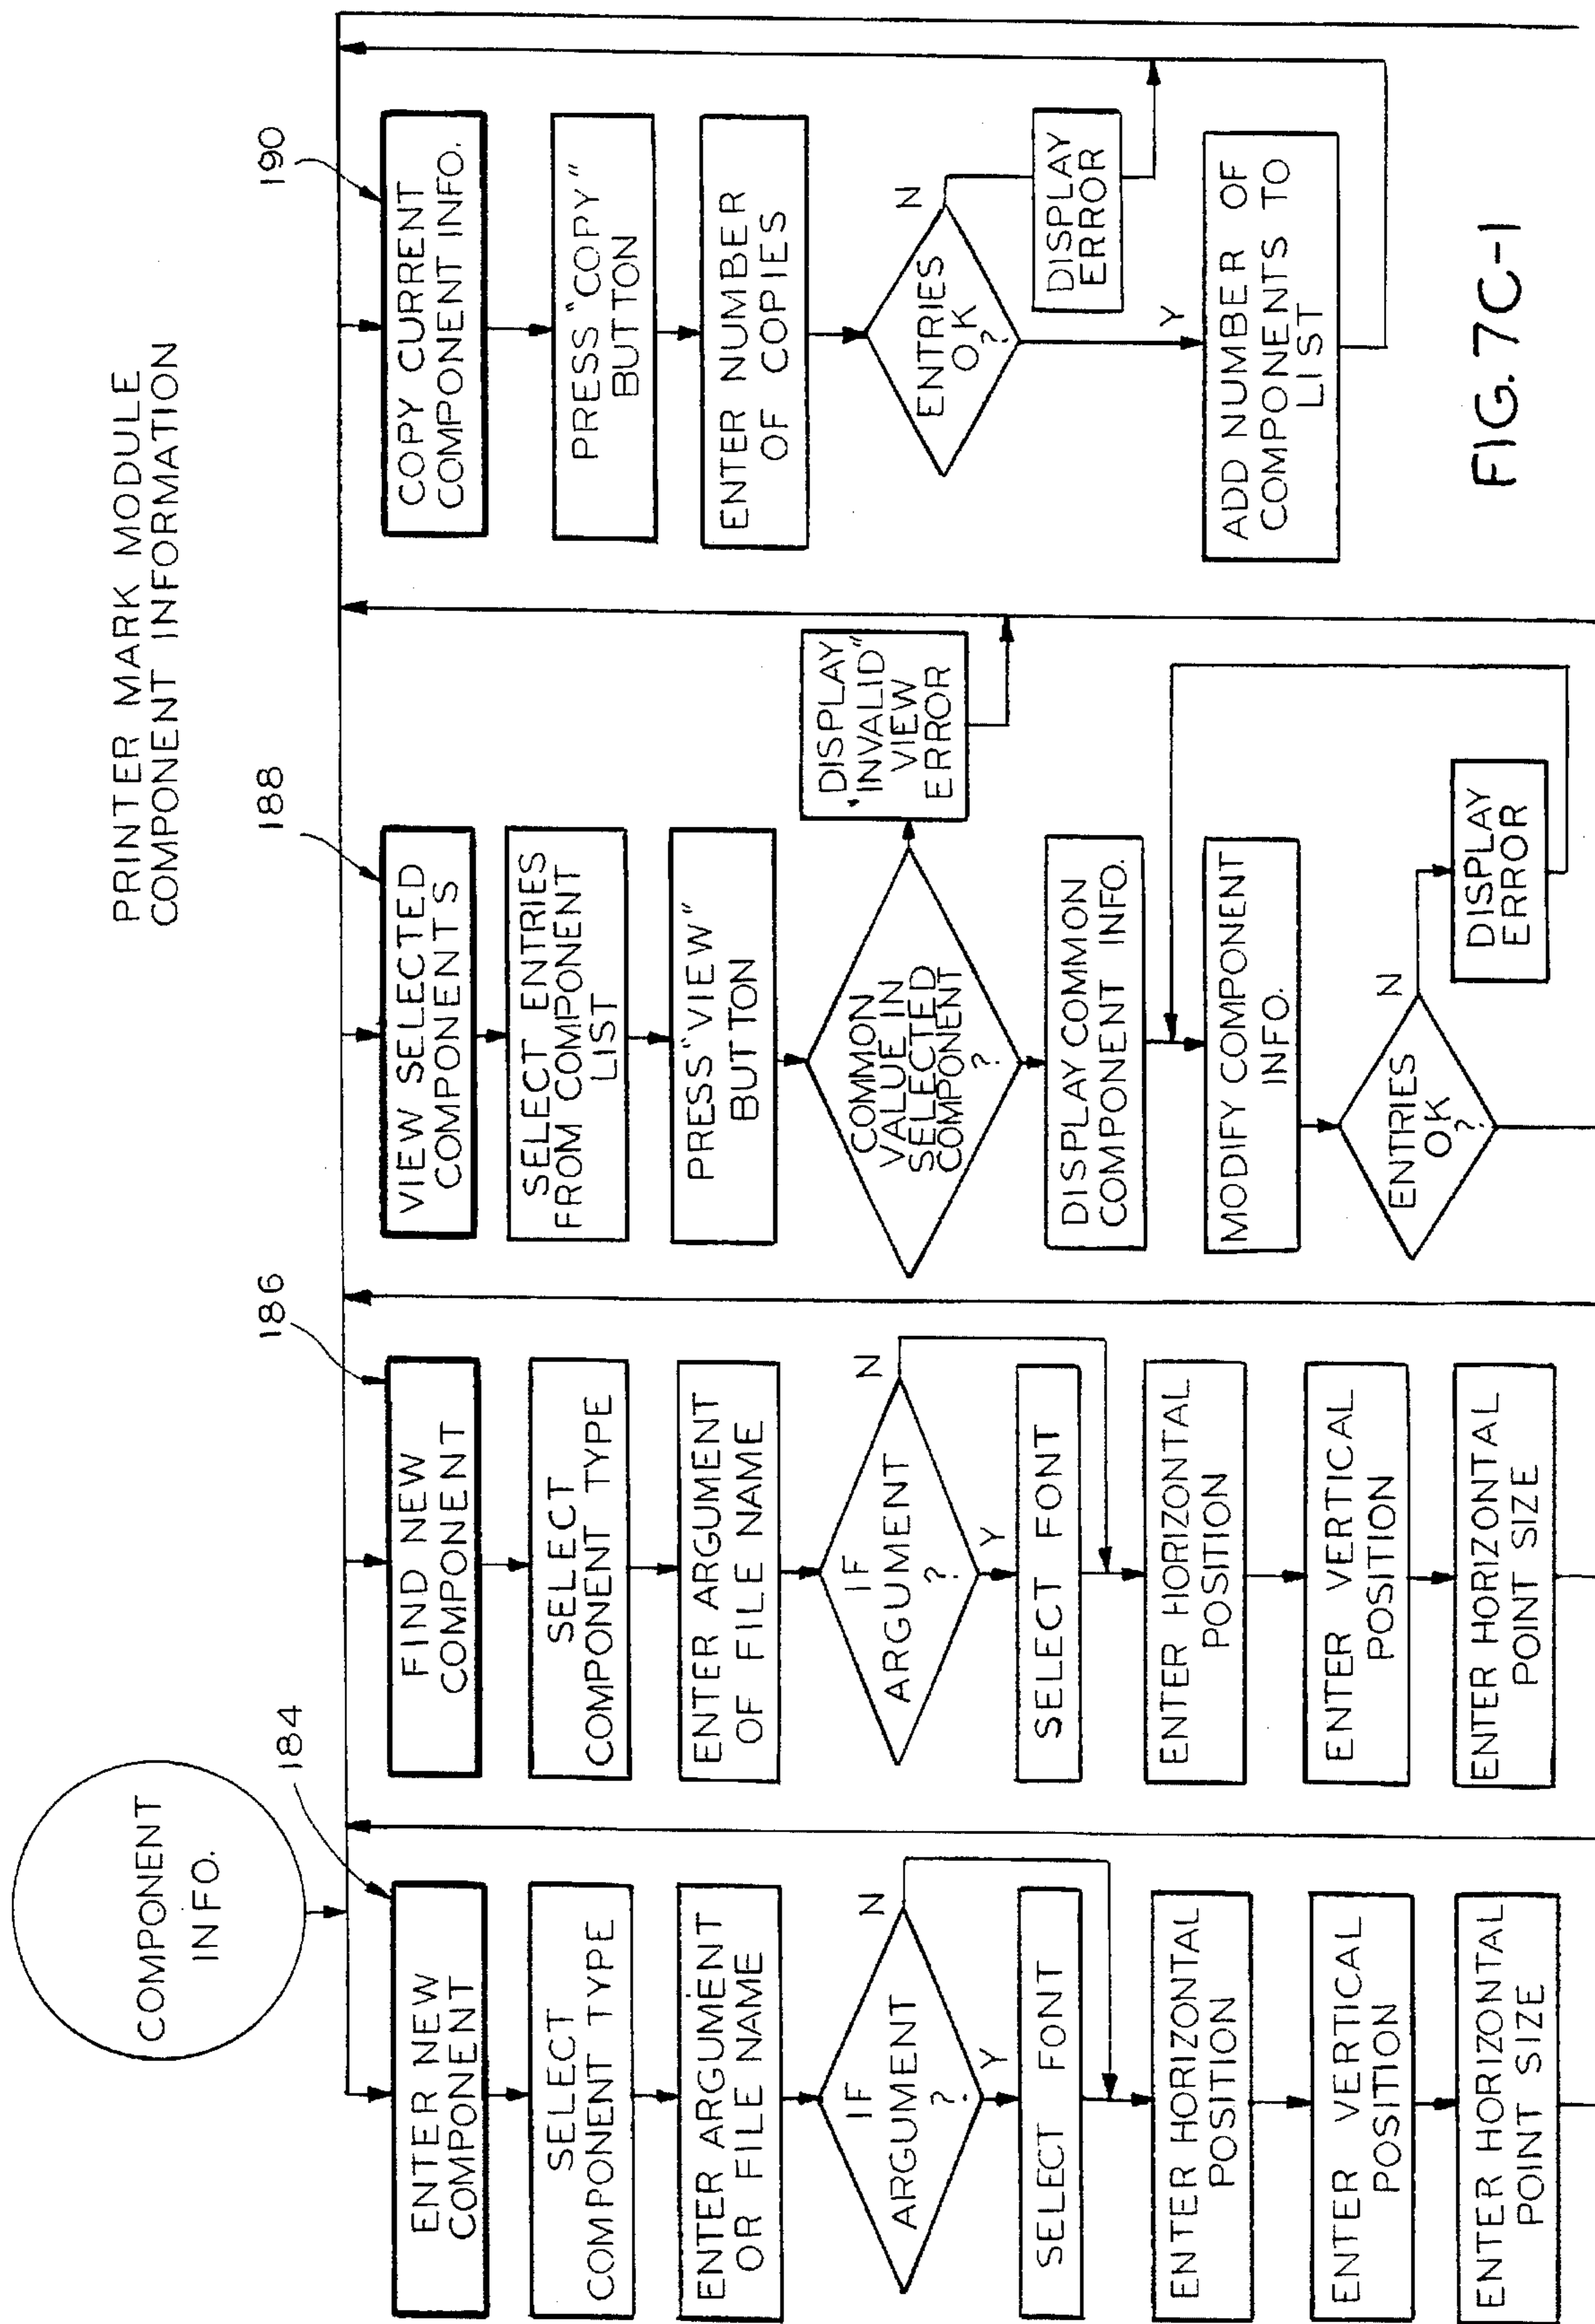 PRINTER MARK MODULE
COMPONENT INFORMATION
COMPONENT
INFO.
184
ENTER NEW
COMPONENT
SELECT
COMPONENT TYPE
ENTER ARGUMENT
OR FILE NAME
IF
ARGUMENT
?
N
Y
SELECT FONT
ENTER HORIZONTAL
POSITION
ENTER VERTICAL
POSITION
ENTER HORIZONTAL
POINT SIZE
186
FIND NEW
COMPONENT
SELECT
COMPONENT TYPE
ENTER ARGUMENT
OF FILE NAME
IF
ARGUMENT
?
N
Y
SELECT FONT
ENTER HORIZONTAL
POSITION
ENTER VERTICAL
POSITION
ENTER HORIZONTAL
POINT SIZE
188
VIEW SELECTED
COMPONENTS
SELECT ENTRIES
FROM COMPONENT
LIST
PRESS "VIEW"
BUTTON
COMMON
VALUE IN
SELECTED
COMPONENT
?
DISPLAY
"INVALID"
VIEW
ERROR
DISPLAY COMMON
COMPONENT INFO.
MODIFY COMPONENT
INFO.
ENTRIES
OK
?
N
DISPLAY
ERROR
190
COPY CURRENT
COMPONENT INFO.
PRESS "COPY"
BUTTON
ENTER NUMBER
OF COPIES
ENTRIES
OK
?
N
DISPLAY
ERROR
Y
ADD NUMBER OF
COMPONENTS TO
LIST
FIG. 7C-1